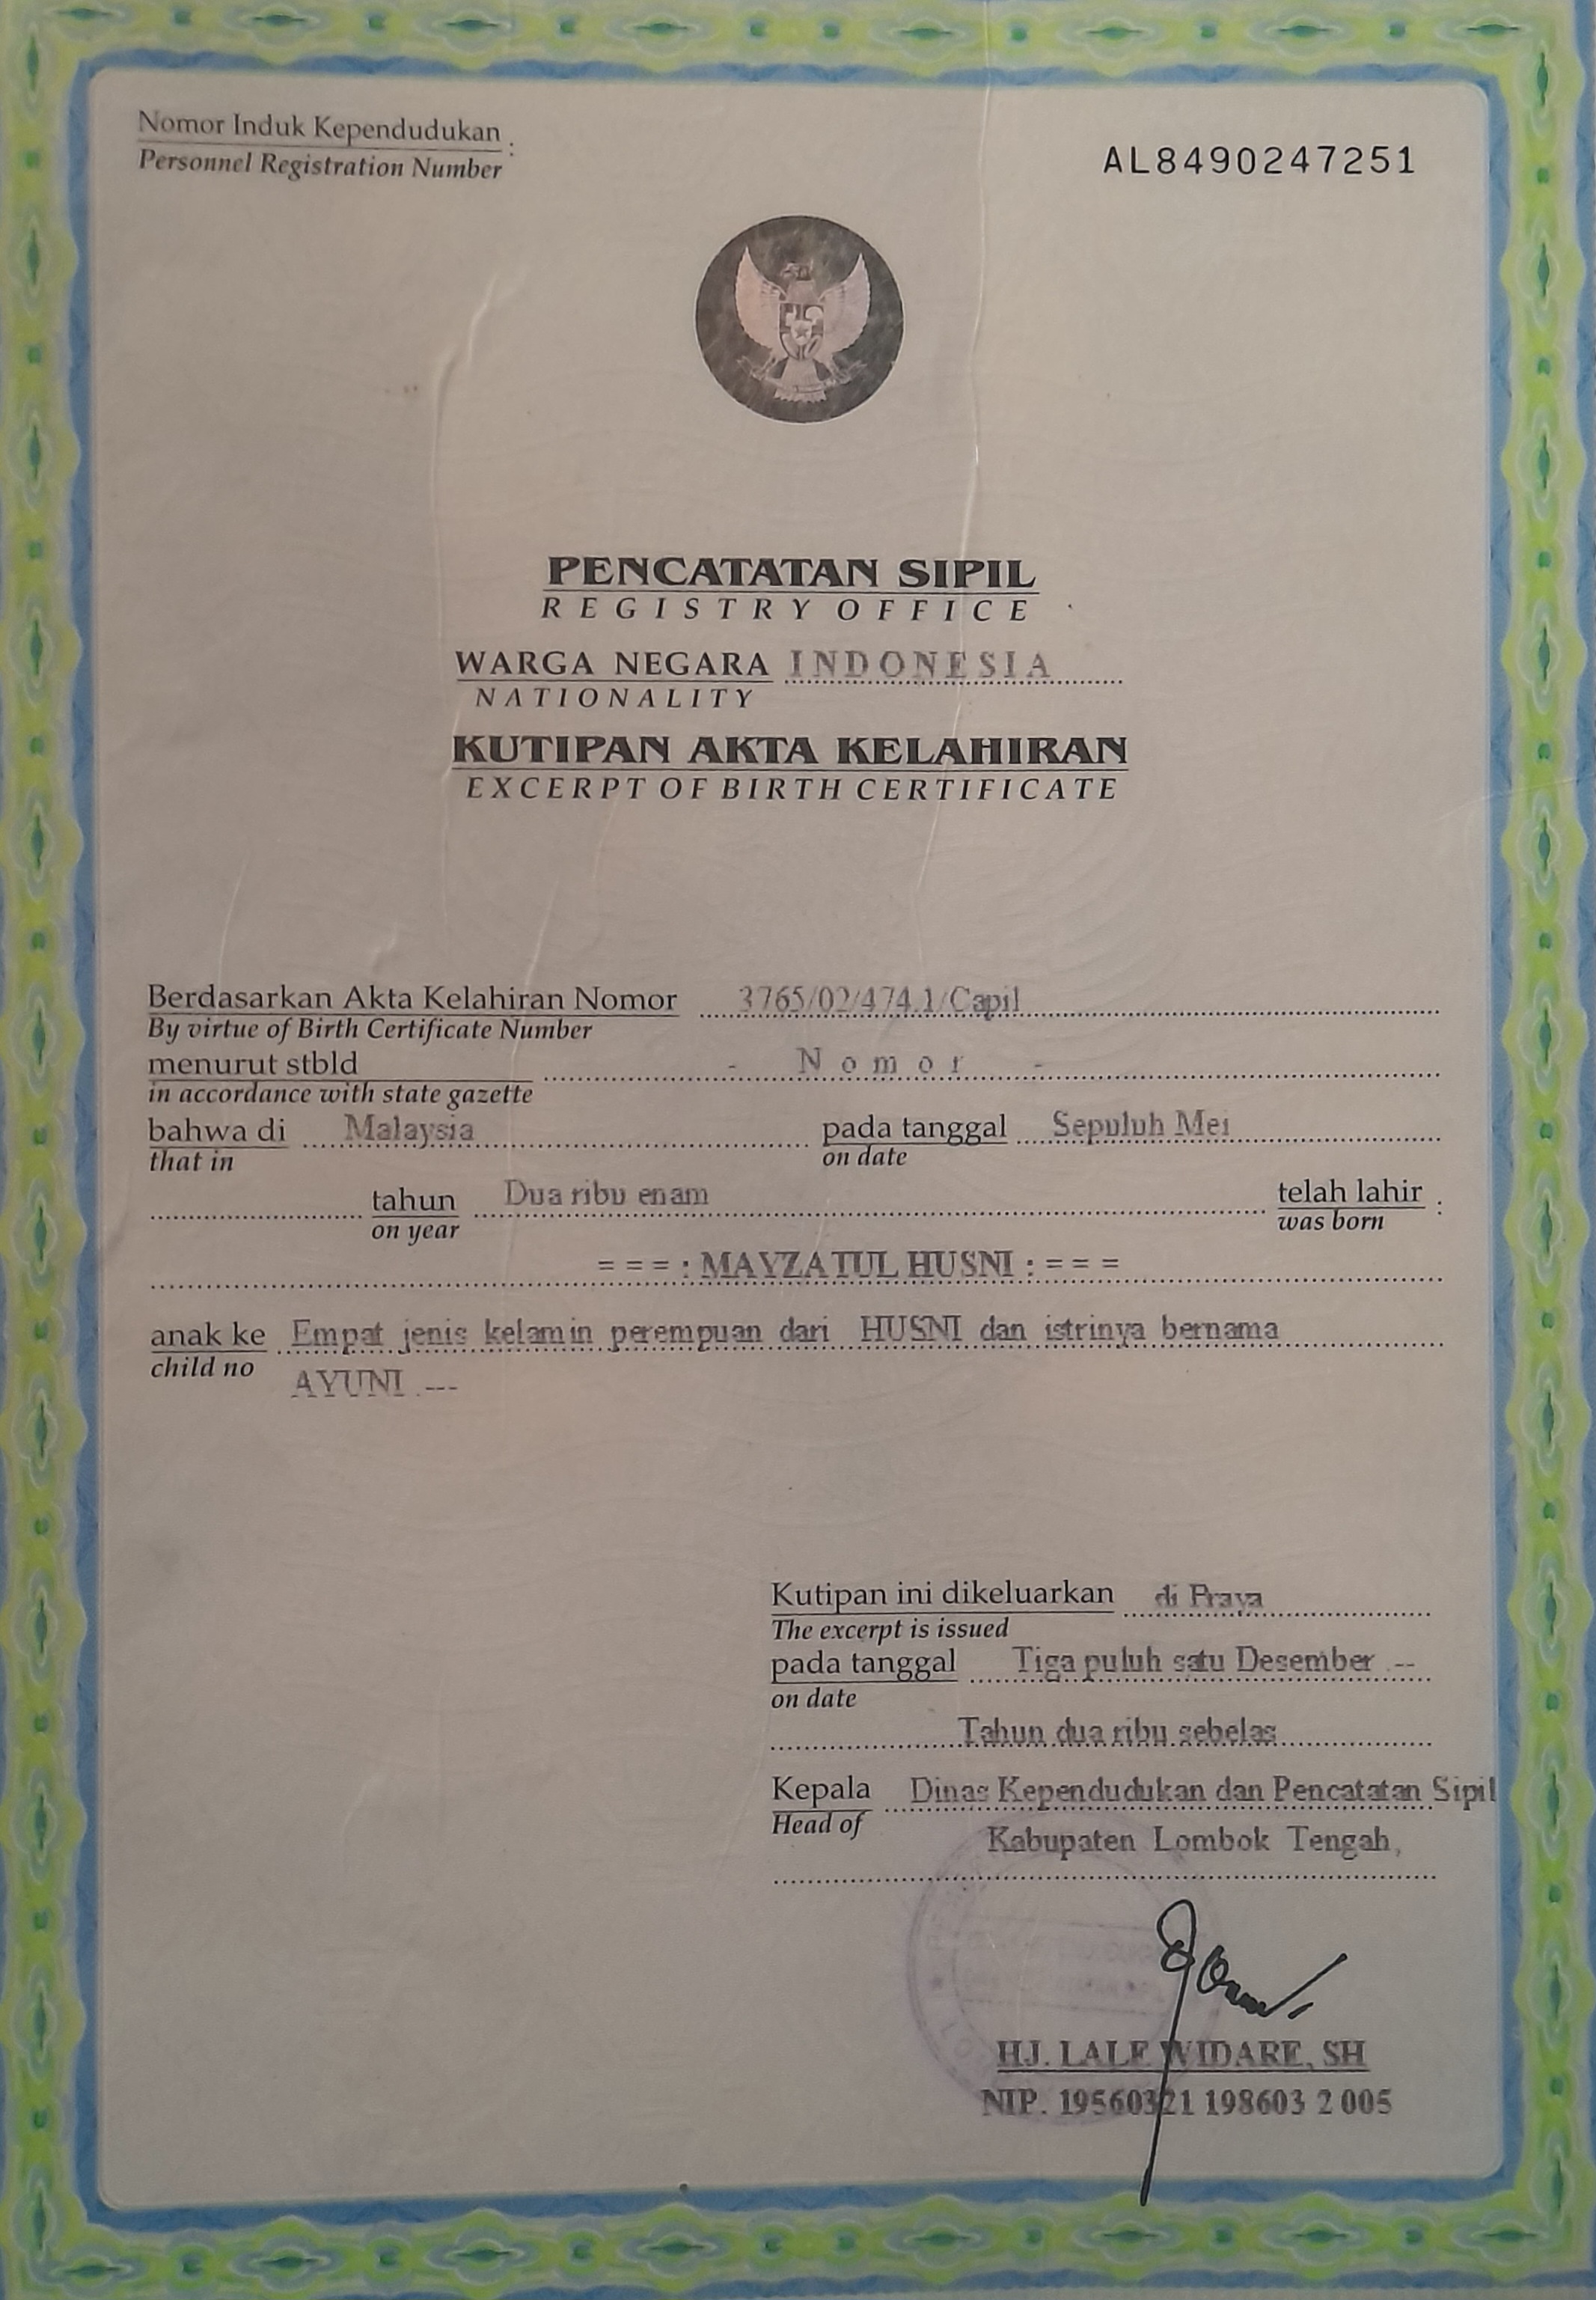 Nomor Induk Kependudukan :
Personnel Registration Number
AL8490247251
PENCATATAN SIPIL
REGISTRY OFFICE
WARGA NEGARA INDONESIA
NATIONALITY
KUTIPAN AKTA KELAHIRAN
EXCERPT OF BIRTH CERTIFICATE
Berdasarkan Akta Kelahiran Nomor 3765/02/474.1/Capil
By virtue of Birth Certificate Number
menurut stbld - Nomor -
in accordance with state gazette
bahwa di Malaysia pada tanggal Sepuluh Mei
that in on date
tahun Dua ribu enam telah lahir :
on year was born
= = = : MAYZATUL HUSNI : = = =
anak ke Empat jenis kelamin perempuan dari HUSNI dan istrinya bernama
child no
AYUNI .---
Kutipan ini dikeluarkan di Praya
The excerpt is issued
pada tanggal Tiga puluh satu Desember .--
on date
Tahun dua ribu sebelas
Kepala Dinas Kependudukan dan Pencatatan Sipil
Head of
Kabupaten Lombok Tengah,
HJ. LALE WIDARE, SH
NIP. 19560321 198603 2 005